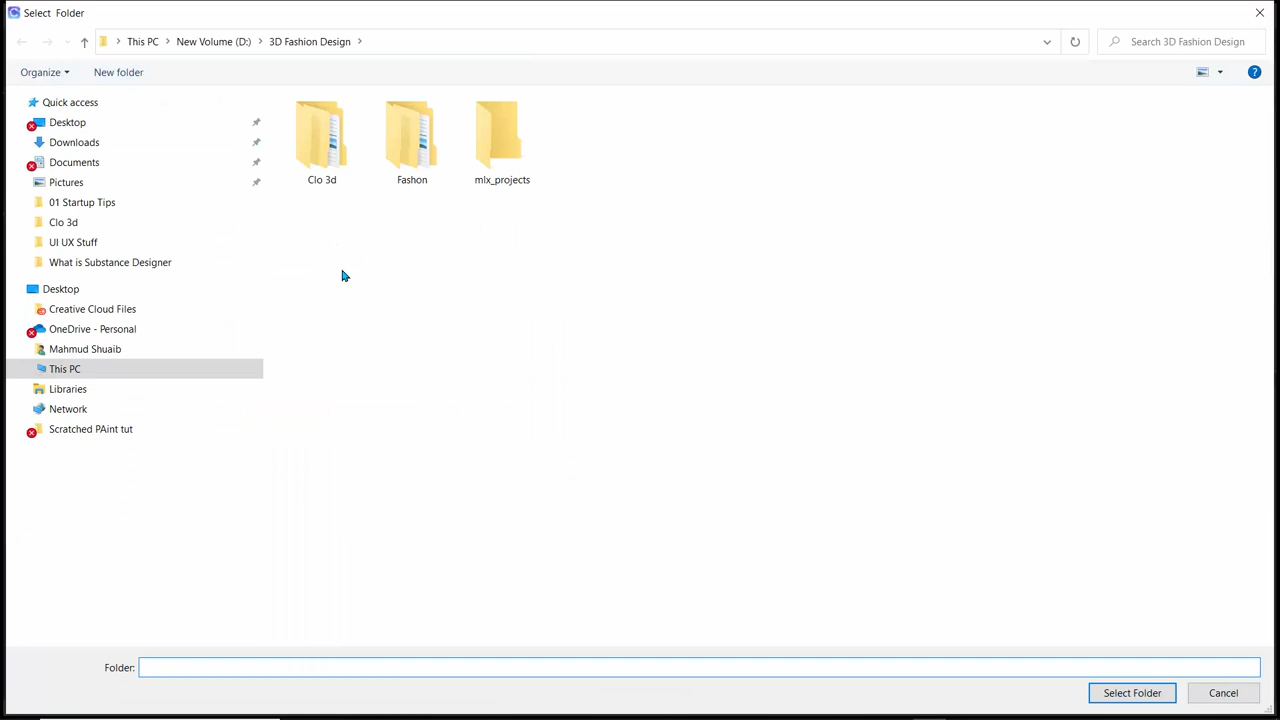 Select Folder
This PC > New Volume (D:) > 3D Fashion Design >
Search 3D Fashion Design
Organize
New folder
?
Quick access
Desktop
Downloads
Documents
Pictures
01 Startup Tips
Clo 3d
UI UX Stuff
What is Substance Designer
Desktop
Creative Cloud Files
OneDrive - Personal
Mahmud Shuaib
This PC
Libraries
Network
Scratched PAint tut
Clo 3d
Fashon
mlx_projects
Folder:
Select Folder
Cancel